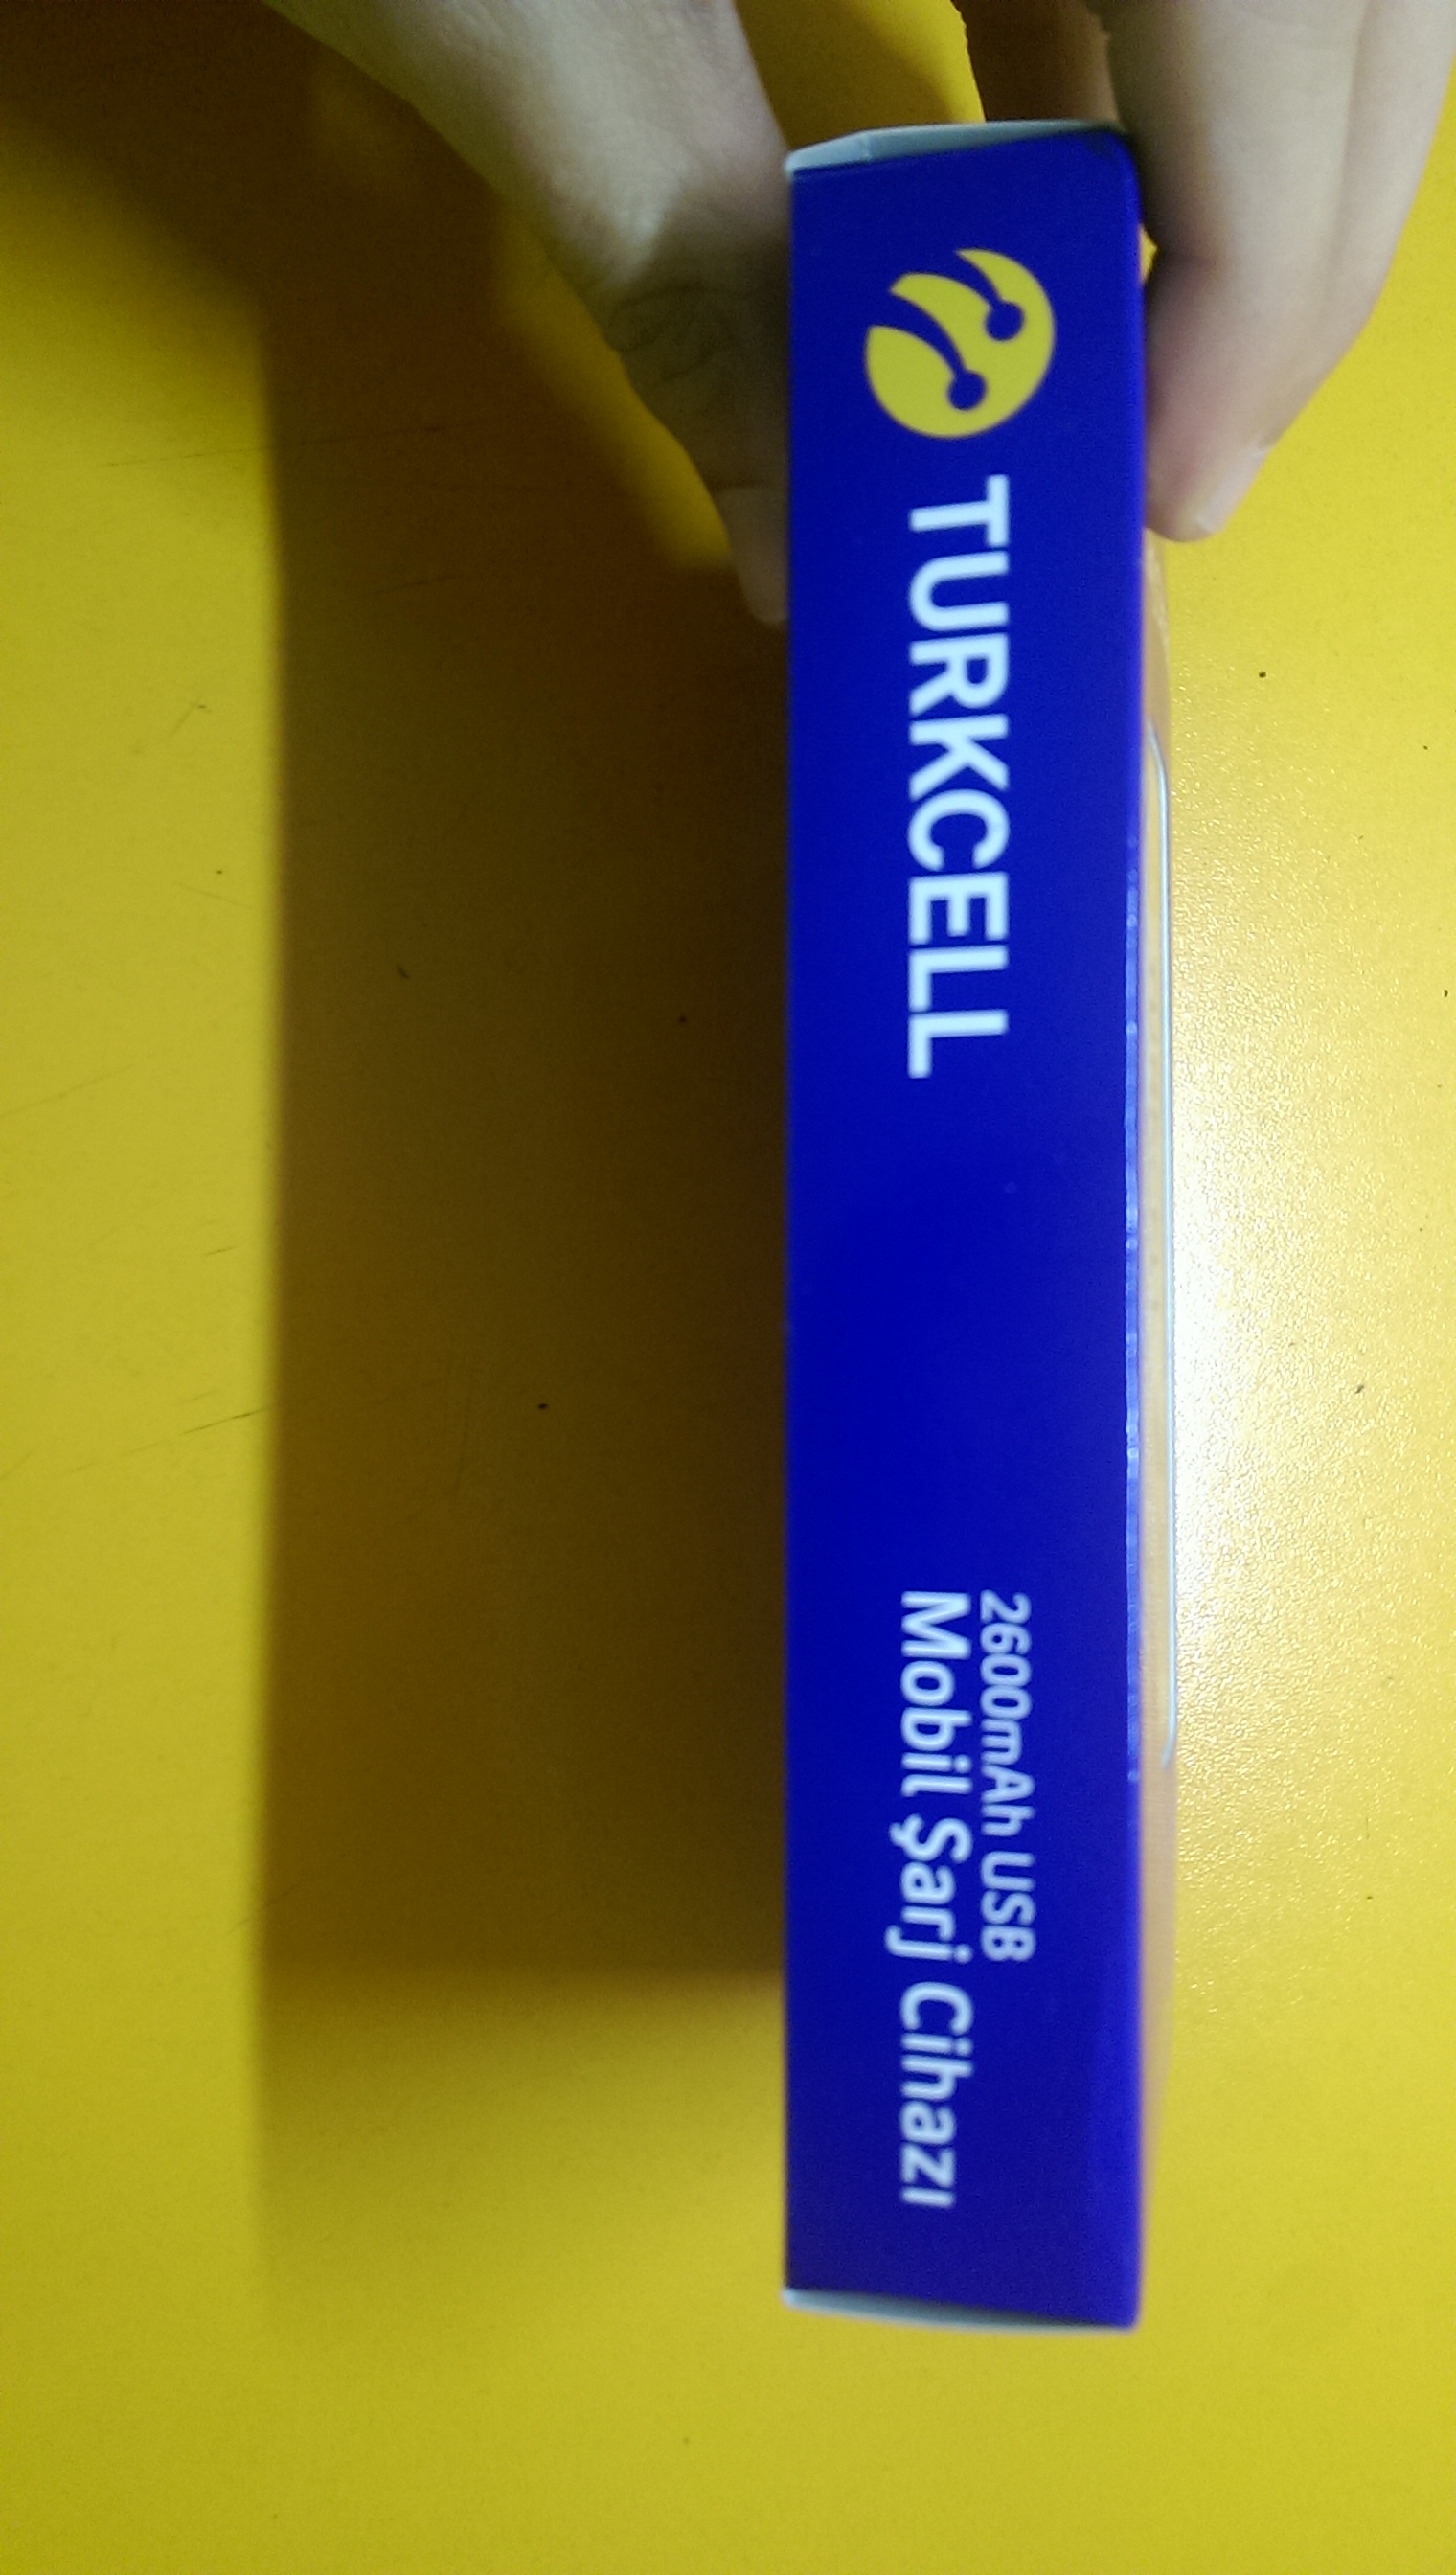 TURKCELL
2600mAh USB
Mobil Şarj Cihazı